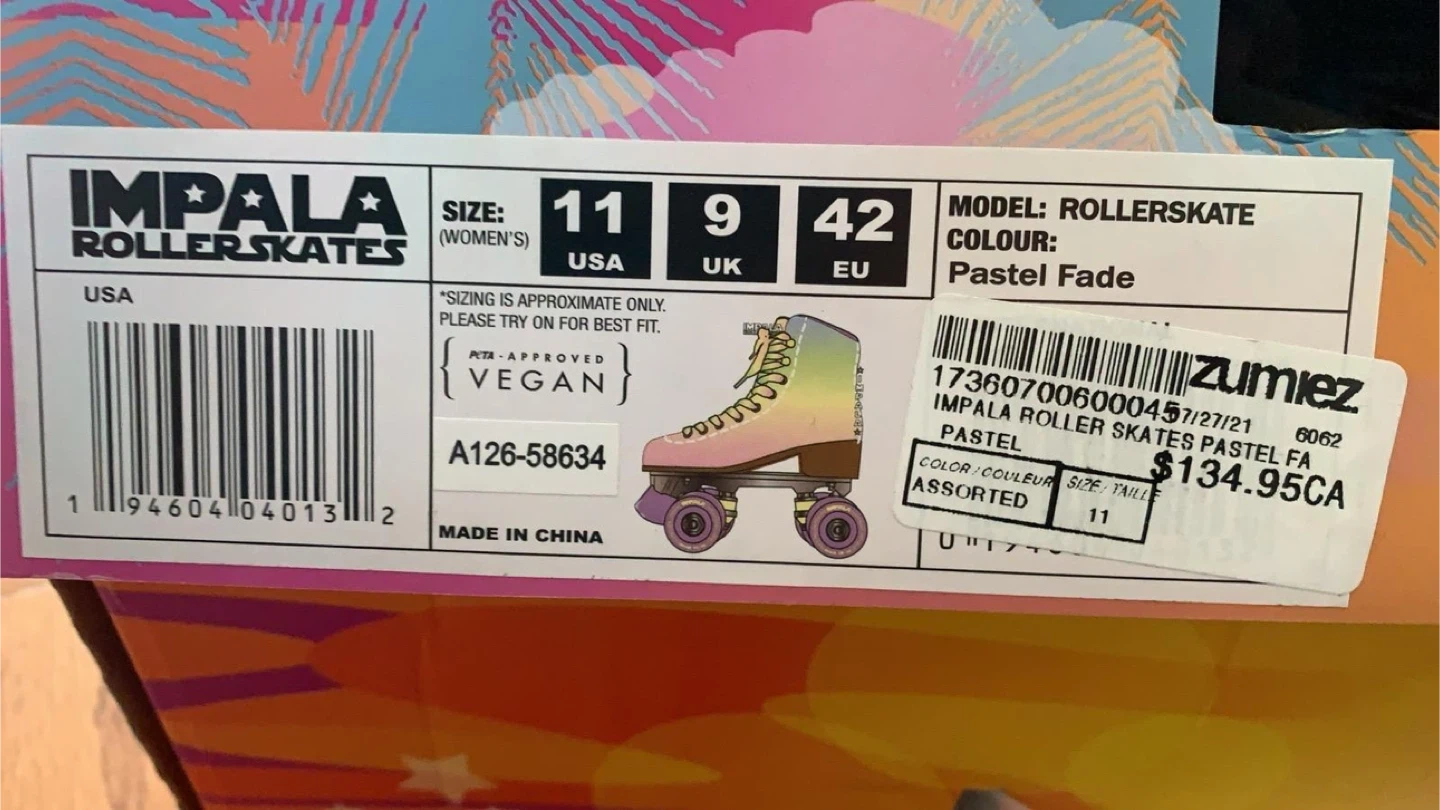 IMPALA
ROLLERSKATES
SIZE:
(WOMEN'S)
11
USA
9
UK
42
EU
MODEL: ROLLERSKATE
COLOUR:
Pastel Fade
USA
1 94604 04013 2
*SIZING IS APPROXIMATE ONLY.
PLEASE TRY ON FOR BEST FIT.
PETA - APPROVED
VEGAN
A126-58634
MADE IN CHINA
IMPALA
zumiez
173607006000457/27/21 6062
IMPALA ROLLER SKATES PASTEL FA
PASTEL
$134.95CA
COLOR / COULEUR
ASSORTED
SIZE / TAILLE
11